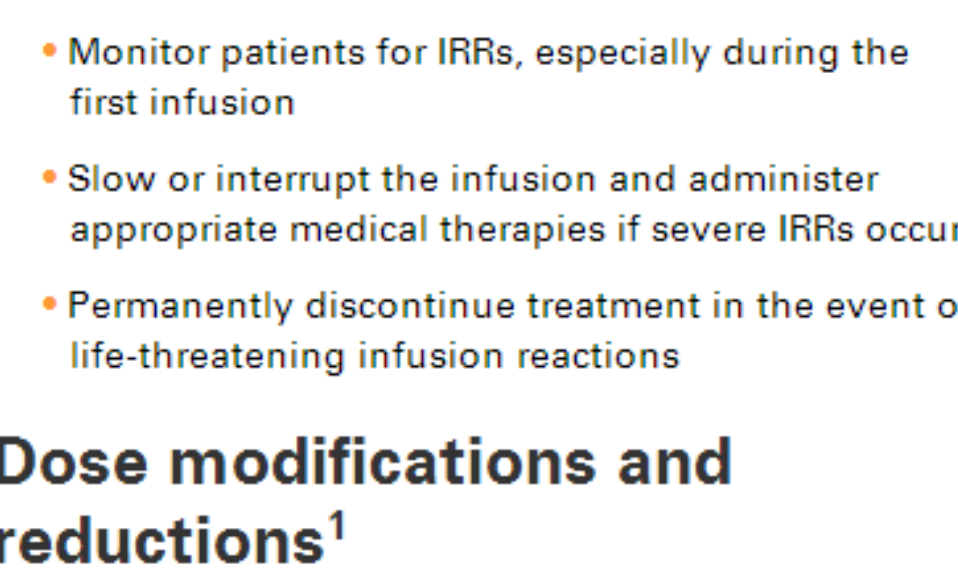 • Monitor patients for IRRs, especially during the
first infusion
• Slow or interrupt the infusion and administer
appropriate medical therapies if severe IRRs occur
• Permanently discontinue treatment in the event o
life-threatening infusion reactions
Dose modifications and
reductions¹